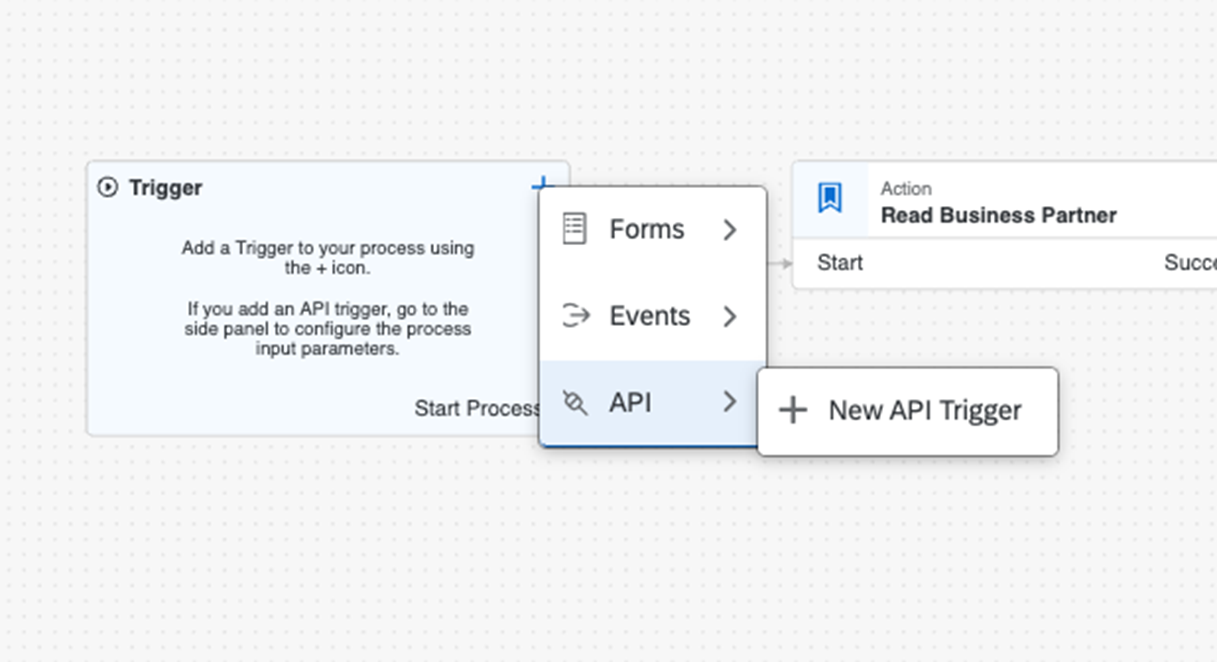 Trigger
Add a Trigger to your process using
the + icon.
If you add an API trigger, go to the
side panel to configure the process
input parameters.
Start Process
Forms
Events
API
New API Trigger
Action
Read Business Partner
Start